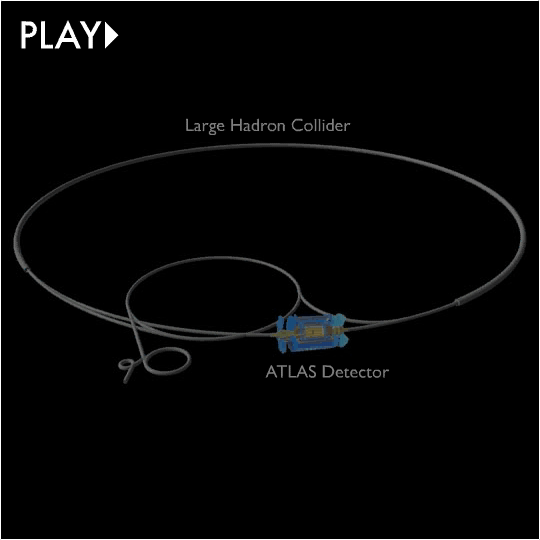 PLAY
Large Hadron Collider
ATLAS Detector